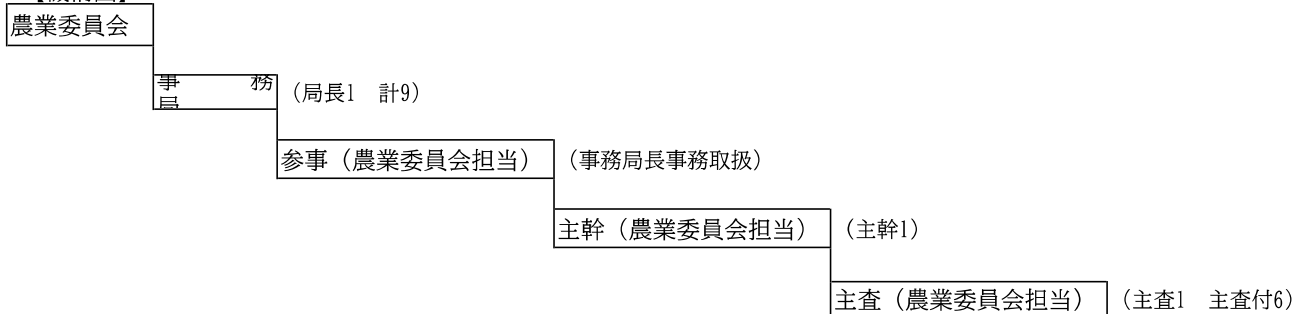 農業委員会
事務局 （局長1　計9）
参事（農業委員会担当） （事務局長事務取扱）
主幹（農業委員会担当） （主幹1）
主査（農業委員会担当） （主査1　主査付6）